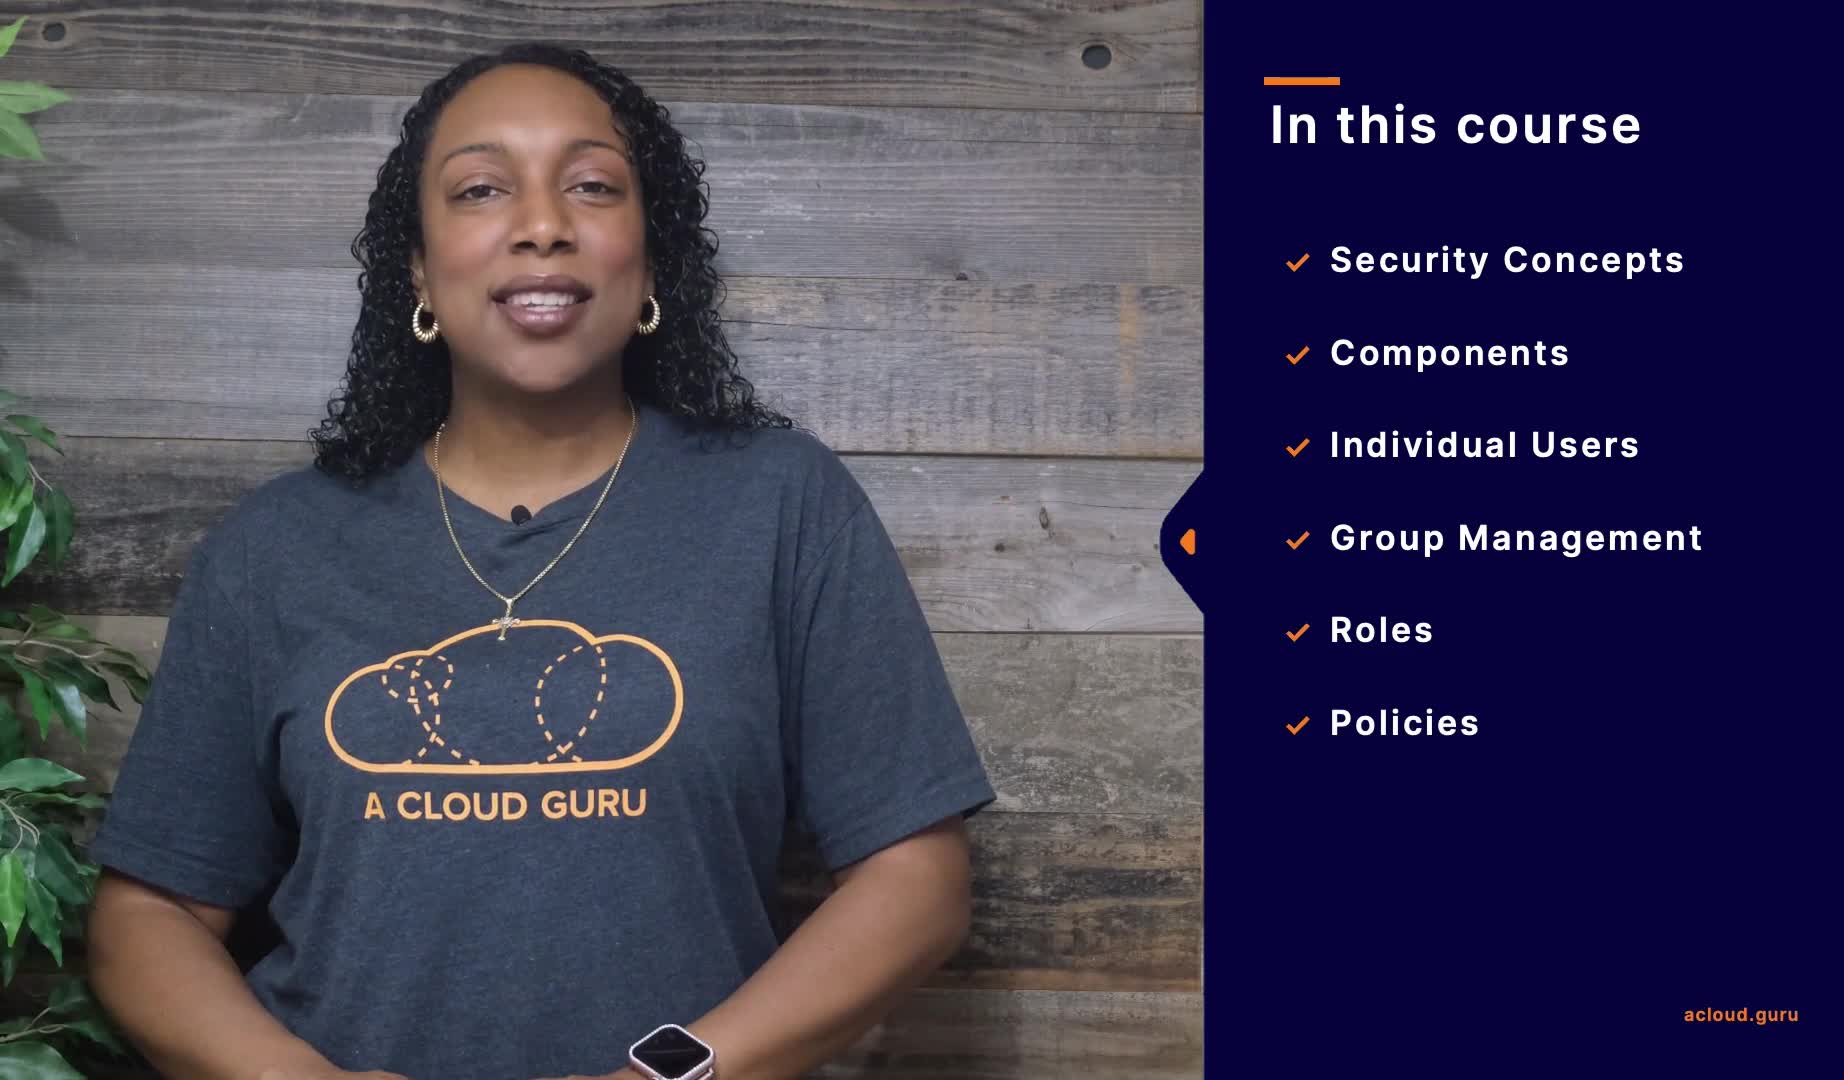 A CLOUD GURU
In this course
Security Concepts
Components
Individual Users
Group Management
Roles
Policies
acloud.guru